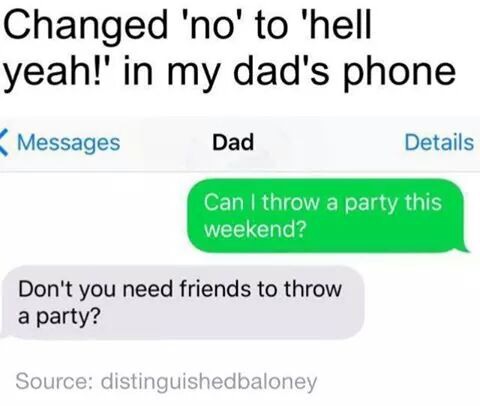 Changed 'no' to 'hell
yeah!' in my dad's phone
Messages Dad Details
Can I throw a party this
weekend?
Don't you need friends to throw
a party?
Source: distinguishedbaloney